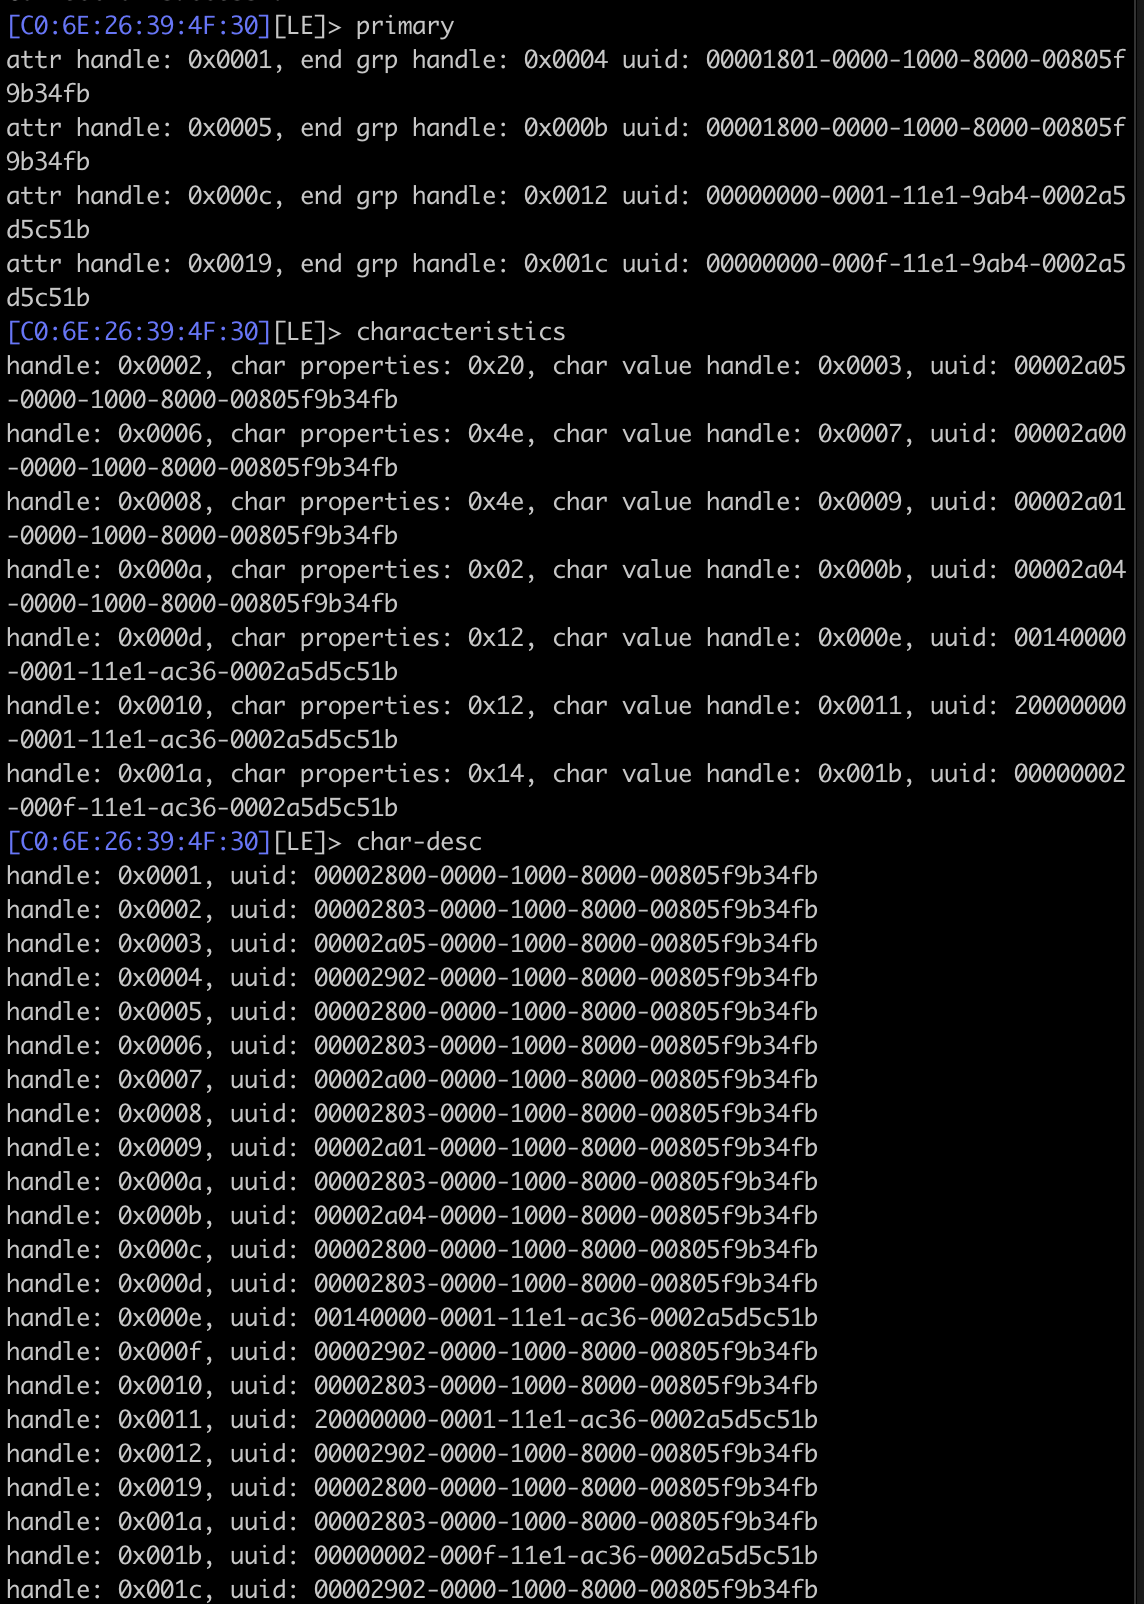 [C0:6E:26:39:4F:30][LE]> primary
attr handle: 0x0001, end grp handle: 0x0004 uuid: 00001801-0000-1000-8000-00805f
9b34fb
attr handle: 0x0005, end grp handle: 0x000b uuid: 00001800-0000-1000-8000-00805f
9b34fb
attr handle: 0x000c, end grp handle: 0x0012 uuid: 00000000-0001-11e1-9ab4-0002a5
d5c51b
attr handle: 0x0019, end grp handle: 0x001c uuid: 00000000-000f-11e1-9ab4-0002a5
d5c51b
[C0:6E:26:39:4F:30][LE]> characteristics
handle: 0x0002, char properties: 0x20, char value handle: 0x0003, uuid: 00002a05
-0000-1000-8000-00805f9b34fb
handle: 0x0006, char properties: 0x4e, char value handle: 0x0007, uuid: 00002a00
-0000-1000-8000-00805f9b34fb
handle: 0x0008, char properties: 0x4e, char value handle: 0x0009, uuid: 00002a01
-0000-1000-8000-00805f9b34fb
handle: 0x000a, char properties: 0x02, char value handle: 0x000b, uuid: 00002a04
-0000-1000-8000-00805f9b34fb
handle: 0x000d, char properties: 0x12, char value handle: 0x000e, uuid: 00140000
-0001-11e1-ac36-0002a5d5c51b
handle: 0x0010, char properties: 0x12, char value handle: 0x0011, uuid: 20000000
-0001-11e1-ac36-0002a5d5c51b
handle: 0x001a, char properties: 0x14, char value handle: 0x001b, uuid: 00000002
-000f-11e1-ac36-0002a5d5c51b
[C0:6E:26:39:4F:30][LE]> char-desc
handle: 0x0001, uuid: 00002800-0000-1000-8000-00805f9b34fb
handle: 0x0002, uuid: 00002803-0000-1000-8000-00805f9b34fb
handle: 0x0003, uuid: 00002a05-0000-1000-8000-00805f9b34fb
handle: 0x0004, uuid: 00002902-0000-1000-8000-00805f9b34fb
handle: 0x0005, uuid: 00002800-0000-1000-8000-00805f9b34fb
handle: 0x0006, uuid: 00002803-0000-1000-8000-00805f9b34fb
handle: 0x0007, uuid: 00002a00-0000-1000-8000-00805f9b34fb
handle: 0x0008, uuid: 00002803-0000-1000-8000-00805f9b34fb
handle: 0x0009, uuid: 00002a01-0000-1000-8000-00805f9b34fb
handle: 0x000a, uuid: 00002803-0000-1000-8000-00805f9b34fb
handle: 0x000b, uuid: 00002a04-0000-1000-8000-00805f9b34fb
handle: 0x000c, uuid: 00002800-0000-1000-8000-00805f9b34fb
handle: 0x000d, uuid: 00002803-0000-1000-8000-00805f9b34fb
handle: 0x000e, uuid: 00140000-0001-11e1-ac36-0002a5d5c51b
handle: 0x000f, uuid: 00002902-0000-1000-8000-00805f9b34fb
handle: 0x0010, uuid: 00002803-0000-1000-8000-00805f9b34fb
handle: 0x0011, uuid: 20000000-0001-11e1-ac36-0002a5d5c51b
handle: 0x0012, uuid: 00002902-0000-1000-8000-00805f9b34fb
handle: 0x0019, uuid: 00002800-0000-1000-8000-00805f9b34fb
handle: 0x001a, uuid: 00002803-0000-1000-8000-00805f9b34fb
handle: 0x001b, uuid: 00000002-000f-11e1-ac36-0002a5d5c51b
handle: 0x001c, uuid: 00002902-0000-1000-8000-00805f9b34fb